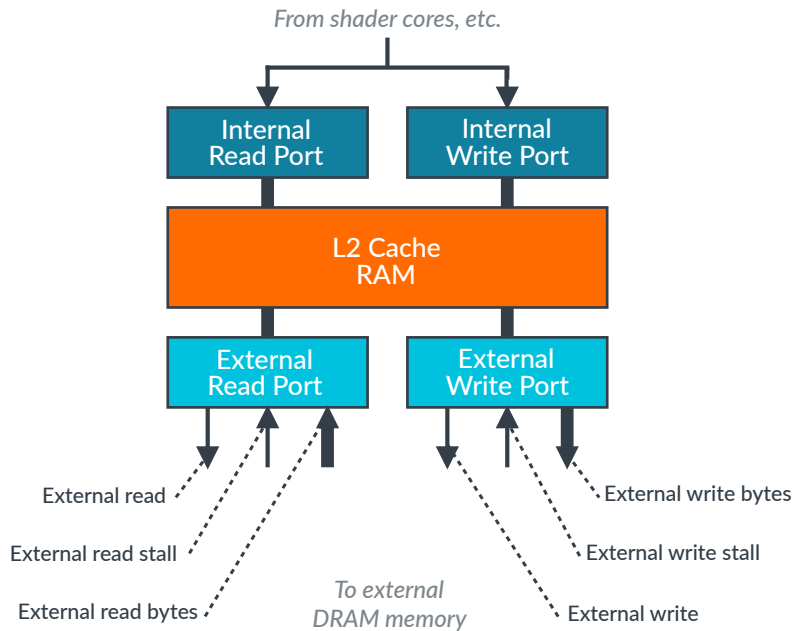 From shader cores, etc.
Internal
Read Port
Internal
Write Port
L2 Cache
RAM
External
Read Port
External
Write Port
External read
External write bytes
External read stall
External write stall
To external
DRAM memory
External read bytes
External write